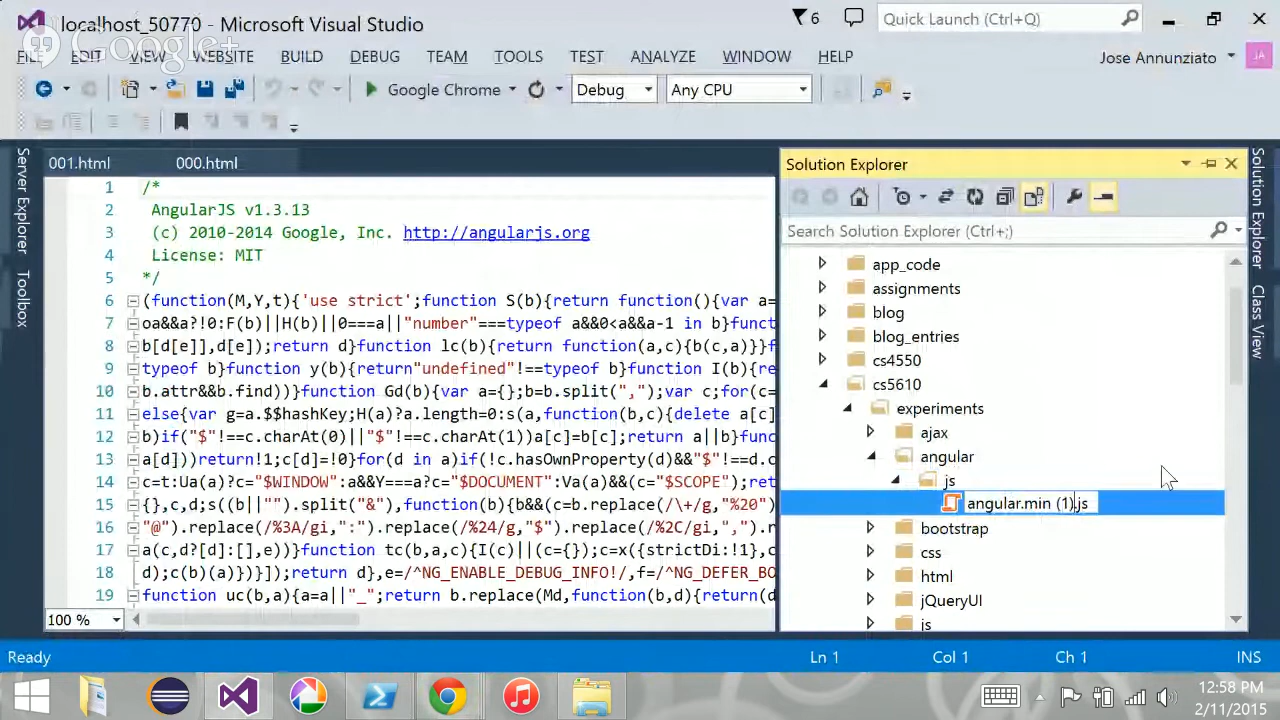 localhost_50770 - Microsoft Visual Studio
6
Quick Launch (Ctrl+Q)
Google+
FILE EDIT VIEW WEBSITE BUILD DEBUG TEAM TOOLS TEST ANALYZE WINDOW HELP
Jose Annunziato
JA
Google Chrome
Debug
Any CPU
Server Explorer
Toolbox
001.html
000.html
1 /*
2 AngularJS v1.3.13
3 (c) 2010-2014 Google, Inc. http://angularjs.org
4 License: MIT
5 */
6 (function(M,Y,t){'use strict';function S(b){return function(){var a=
7 oa&&a?!0:F(b)||H(b)||0===a||"number"===typeof a&&0<a&&a-1 in b}funct
8 b[d[e]],d[e]);return d}function lc(b){return function(a,c){b(c,a)}}f
9 typeof b}function y(b){return"undefined"!==typeof b}function I(b){re
10 b.attr&&b.find))}function Gd(b){var a={};b=b.split(",");var c;for(c=
11 else{var g=a.$$hashKey;H(a)?a.length=0:s(a,function(b,c){delete a[c]
12 b)if("$"!==c.charAt(0)||"$"!==c.charAt(1))a[c]=b[c];return a||b}func
13 a[d]))return!1;c[d]=!0}for(d in a)if(!c.hasOwnProperty(d)&&"$"!==d.c
14 c=t:Ua(a)?c="$WINDOW":a&&Y===a?c="$DOCUMENT":Va(a)&&(c="$SCOPE");ret
15 {},c,d;s((b||"").split("&"),function(b){b&&(c=b.replace(/\+/g,"%20")
16 "@").replace(/%3A/gi,":").replace(/%24/g,"$").replace(/%2C/gi,",").r
17 a(c,d?[d]:[],e))}function tc(b,a,c){I(c)||(c={});c=x({strictDi:!1},c
18 d);c(b)(a)})}]);return d},e=/^NG_ENABLE_DEBUG_INFO!/,f=/^NG_DEFER_BO
19 function uc(b,a){a=a||"_";return b.replace(Md,function(b,d){return(d
100 %
Solution Explorer
Search Solution Explorer (Ctrl+;)
app_code
assignments
blog
blog_entries
cs4550
cs5610
experiments
ajax
angular
js
angular.min (1).js
bootstrap
css
html
jQueryUI
js
Solution Explorer
Class View
Ready
Ln 1
Col 1
Ch 1
INS
12:58 PM
2/11/2015